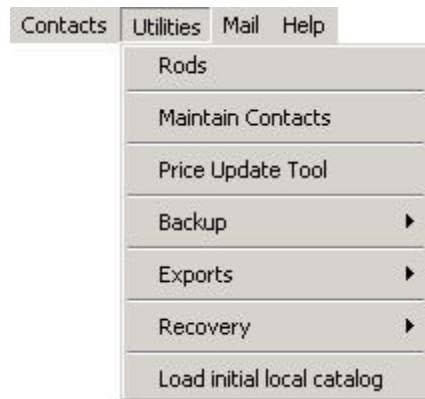 Contacts Utilities Mail Help
Rods
Maintain Contacts
Price Update Tool
Backup
Exports
Recovery
Load initial local catalog